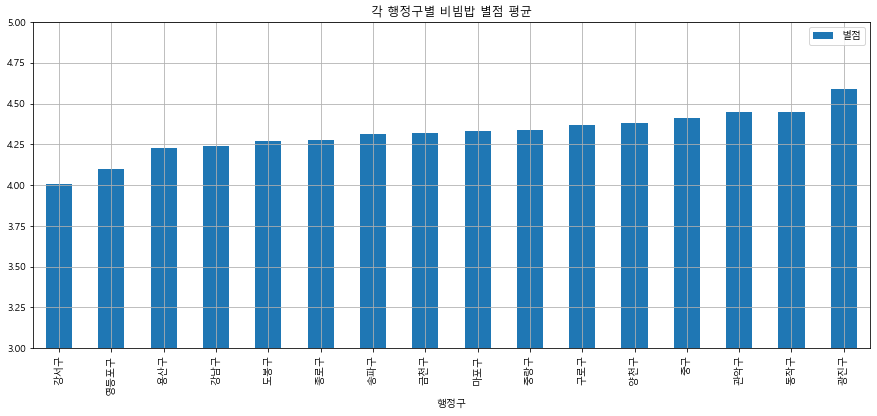 각 행정구별 비빔밥 별점 평균
별점
5.00
4.75
4.50
4.25
4.00
3.75
3.50
3.25
3.00
강서구
영등포구
용산구
강남구
도봉구
종로구
송파구
금천구
마포구
중랑구
구로구
양천구
중구
관악구
동작구
광진구
행정구